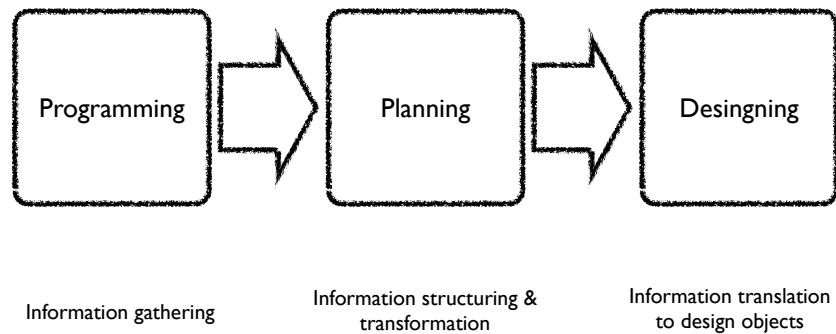 Programming
Planning
Desingning
Information gathering
Information structuring &
transformation
Information translation
to design objects